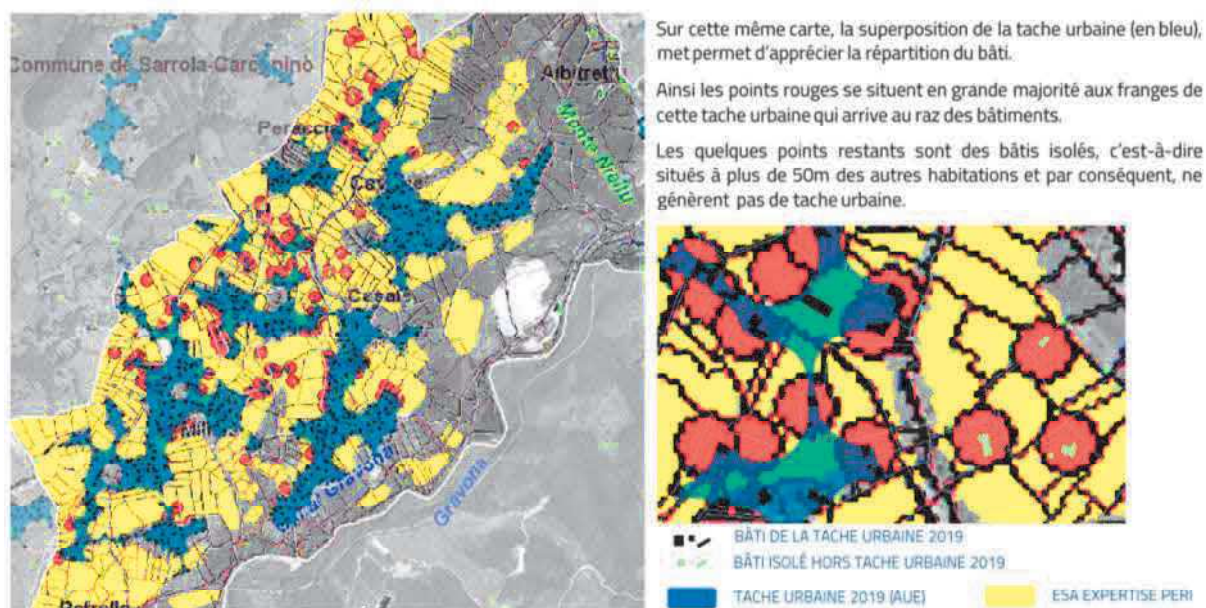 Commune de Sarrola-Carcopino
Albitreta
Peraccia
Casale
Gravona
Sur cette même carte, la superposition de la tache urbaine (en bleu),
met permet d'apprécier la répartition du bâti.
Ainsi les points rouges se situent en grande majorité aux franges de
cette tache urbaine qui arrive au raz des bâtiments.
Les quelques points restants sont des bâtis isolés, c'est-à-dire
situés à plus de 50m des autres habitations et par conséquent, ne
génèrent pas de tache urbaine.
BÂTI DE LA TACHE URBAINE 2019
BÂTI ISOLÉ HORS TACHE URBAINE 2019
TACHE URBAINE 2019 (AUE)
ESA EXPERTISE PERI